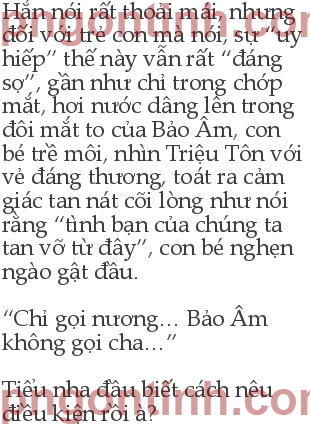 Hắn nói rất thoải mái, nhưng
đối với trẻ con mà nói, sự “uy
hiếp” thế này vẫn rất “đáng
sợ”, gần như chỉ trong chớp
mắt, hơi nước dâng lên trong
đôi mắt to của Bảo Âm, con
bé trề môi, nhìn Triệu Tôn với
vẻ đáng thương, toát ra cảm
giác tan nát cõi lòng như nói
rằng “tình bạn của chúng ta
tan vỡ từ đây”, con bé nghẹn
ngào gật đầu.
“Chỉ gọi nương... Bảo Âm
không gọi cha...”
Tiểu nha đầu biết cách nêu
điều kiện rồi à?
pngontinh.com
pngontinh.com